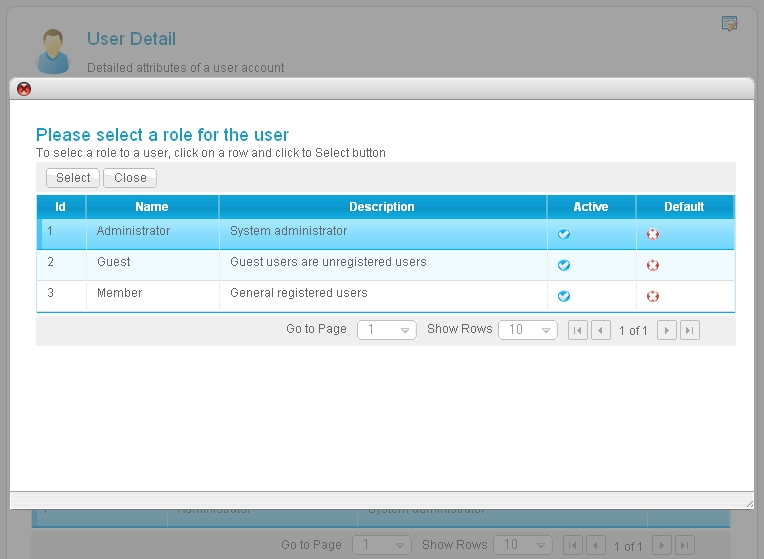 User Detail
Detailed attributes of a user account
Please select a role for the user
To selec a role to a user, click on a row and click to Select button
Select Close
Id Name Description Active Default
1 Administrator System administrator
2 Guest Guest users are unregistered users
3 Member General registered users
Go to Page 1 Show Rows 10 1 of 1
1 Administrator System administrator
Go to Page 1 Show Rows 10 1 of 1